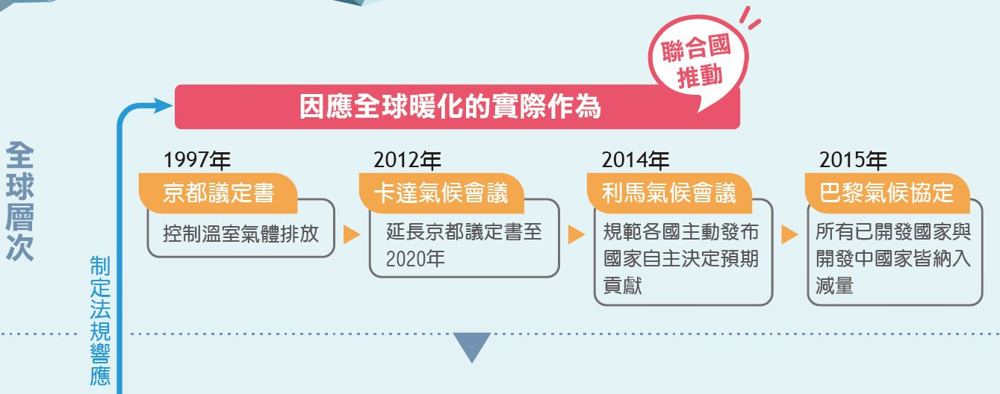 聯合國
推動
因應全球暖化的實際作為
全球層次
1997年
京都議定書
控制溫室氣體排放
2012年
卡達氣候會議
延長京都議定書至
2020年
2014年
利馬氣候會議
規範各國主動發布
國家自主決定預期
貢獻
2015年
巴黎氣候協定
所有已開發國家與
開發中國家皆納入
減量
制定法規響應